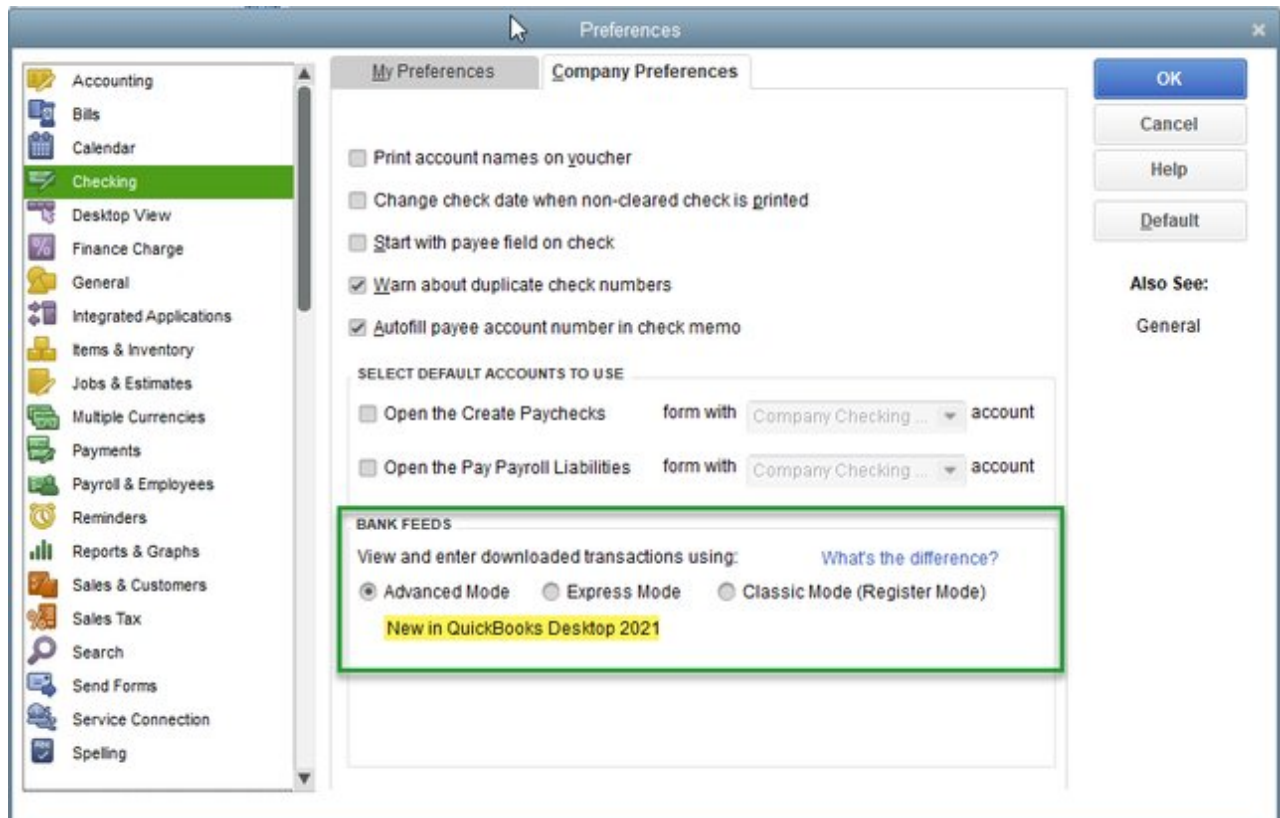 Preferences
Accounting
Bills
Calendar
Checking
Desktop View
Finance Charge
General
Integrated Applications
Items & Inventory
Jobs & Estimates
Multiple Currencies
Payments
Payroll & Employees
Reminders
Reports & Graphs
Sales & Customers
Sales Tax
Search
Send Forms
Service Connection
Spelling
My Preferences
Company Preferences
Print account names on voucher
Change check date when non-cleared check is printed
Start with payee field on check
Warn about duplicate check numbers
Autofill payee account number in check memo
SELECT DEFAULT ACCOUNTS TO USE
Open the Create Paychecks form with Company Checking ... account
Open the Pay Payroll Liabilities form with Company Checking ... account
BANK FEEDS
View and enter downloaded transactions using: What's the difference?
Advanced Mode Express Mode Classic Mode (Register Mode)
New in QuickBooks Desktop 2021
OK
Cancel
Help
Default
Also See:
General